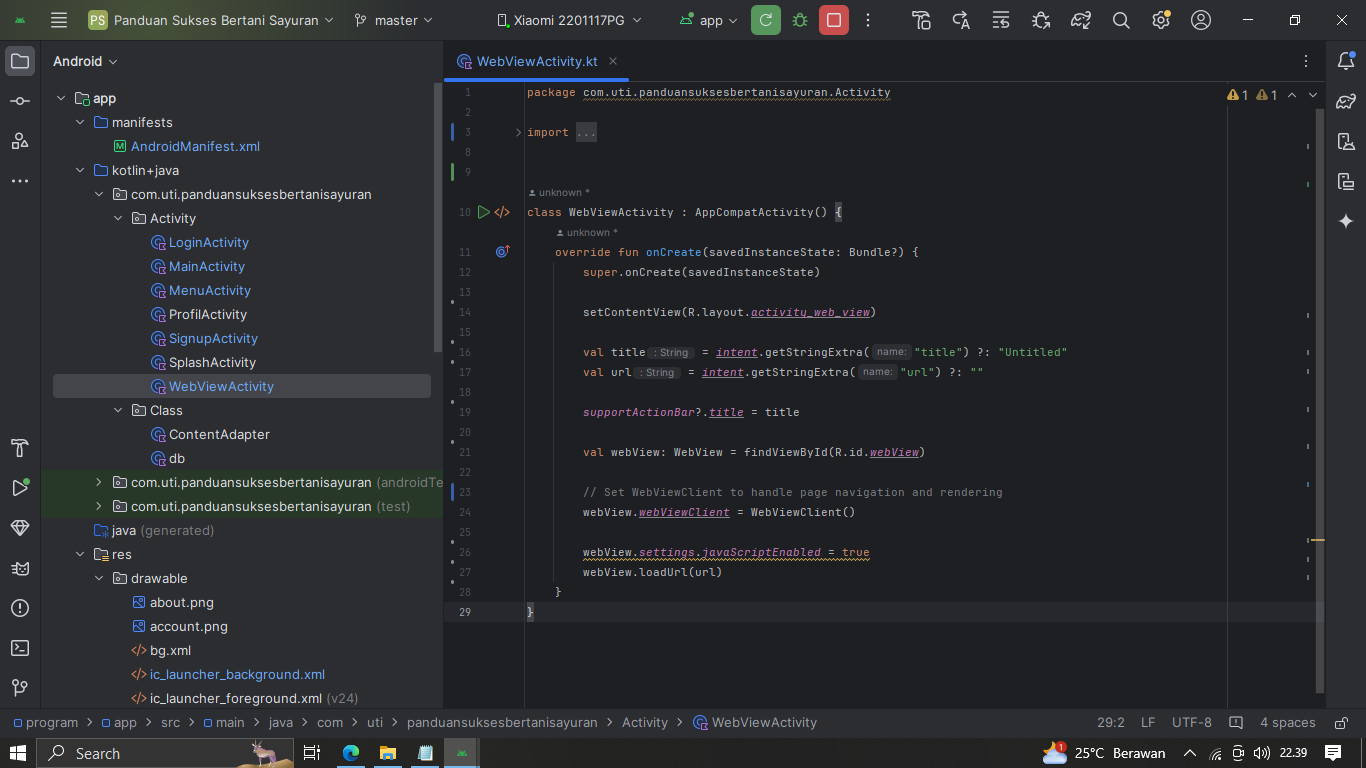 PS Panduan Sukses Bertani Sayuran master Xiaomi 2201117PG app
Android
app
manifests
AndroidManifest.xml
kotlin+java
com.uti.panduansuksesbertanisayuran
Activity
LoginActivity
MainActivity
MenuActivity
ProfilActivity
SignupActivity
SplashActivity
WebViewActivity
Class
ContentAdapter
db
com.uti.panduansuksesbertanisayuran (androidTe
com.uti.panduansuksesbertanisayuran (test)
java (generated)
res
drawable
about.png
account.png
bg.xml
ic_launcher_background.xml
ic_launcher_foreground.xml (v24)
WebViewActivity.kt
1 package com.uti.panduansuksesbertanisayuran.Activity
1 1
2
3 import ...
8
9
unknown *
10 class WebViewActivity : AppCompatActivity() {
unknown *
11 override fun onCreate(savedInstanceState: Bundle?) {
12 super.onCreate(savedInstanceState)
13
14 setContentView(R.layout.activity_web_view)
15
16 val title : String = intent.getStringExtra( name: "title") ?: "Untitled"
17 val url : String = intent.getStringExtra( name: "url") ?: ""
18
19 supportActionBar?.title = title
20
21 val webView: WebView = findViewById(R.id.webView)
22
23 // Set WebViewClient to handle page navigation and rendering
24 webView.webViewClient = WebViewClient()
25
26 webView.settings.javaScriptEnabled = true
27 webView.loadUrl(url)
28 }
29 }
program > app > src > main > java > com > uti > panduansuksesbertanisayuran > Activity > WebViewActivity
29:2 LF UTF-8 4 spaces
Search
1 25°C Berawan 22.39